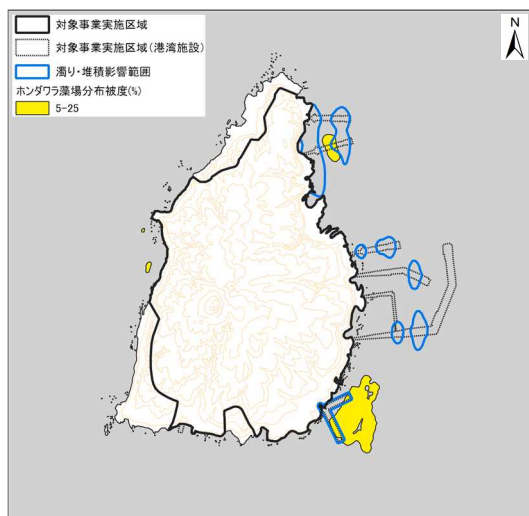 対象事業実施区域
対象事業実施区域(港湾施設)
濁り・堆積影響範囲
ホンダワラ藻場分布被度(%)
5-25
N